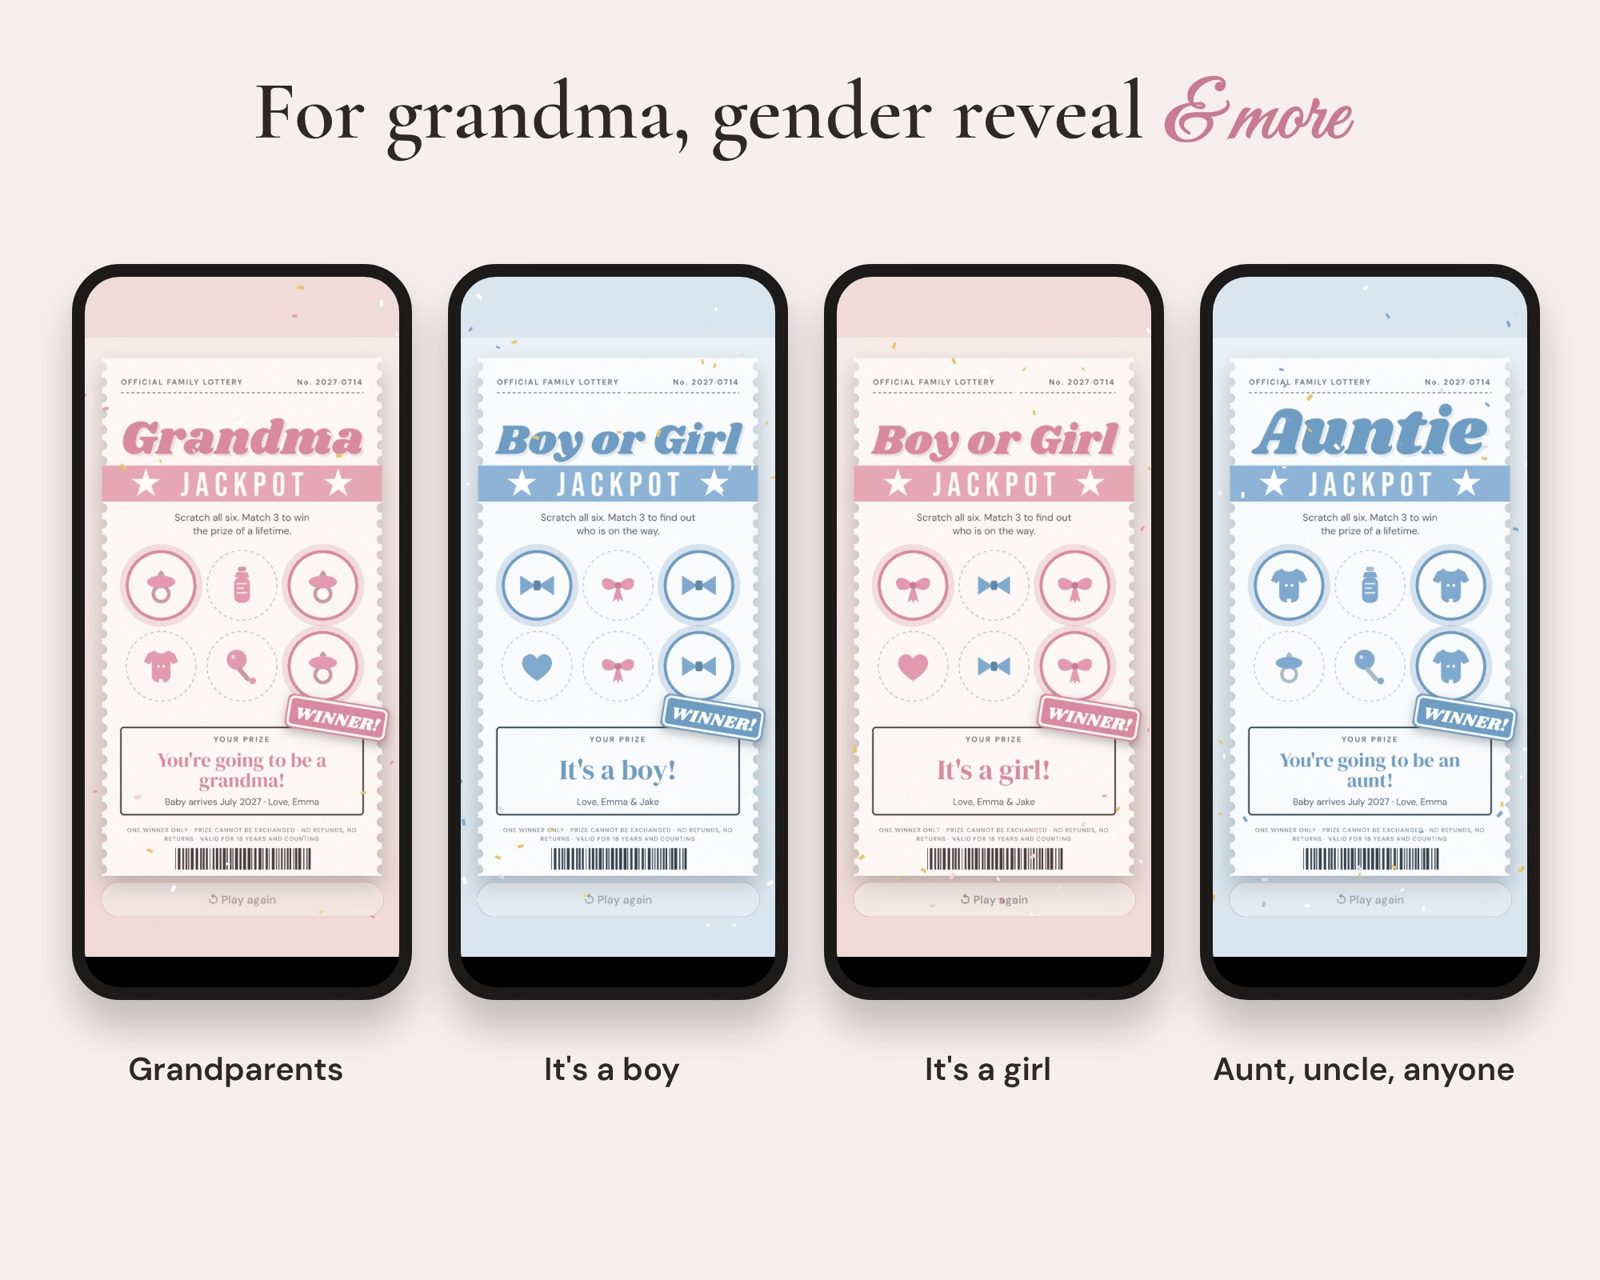 For grandma, gender reveal & more
OFFICIAL FAMILY LOTTERY No. 2027-0714
Grandma
JACKPOT
Scratch all six. Match 3 to win
the prize of a lifetime.
WINNER!
YOUR PRIZE
You're going to be a
grandma!
Baby arrives July 2027 · Love, Emma
ONE WINNER ONLY · PRIZE CANNOT BE EXCHANGED · NO REFUNDS, NO
RETURNS · VALID FOR 18 YEARS AND COUNTING
Play again
Grandparents
OFFICIAL FAMILY LOTTERY No. 2027-0714
Boy or Girl
JACKPOT
Scratch all six. Match 3 to find out
who is on the way.
WINNER!
YOUR PRIZE
It's a boy!
Love, Emma & Jake
ONE WINNER ONLY · PRIZE CANNOT BE EXCHANGED · NO REFUNDS, NO
RETURNS · VALID FOR 18 YEARS AND COUNTING
Play again
It's a boy
OFFICIAL FAMILY LOTTERY No. 2027-0714
Boy or Girl
JACKPOT
Scratch all six. Match 3 to find out
who is on the way.
WINNER!
YOUR PRIZE
It's a girl!
Love, Emma & Jake
ONE WINNER ONLY · PRIZE CANNOT BE EXCHANGED · NO REFUNDS, NO
RETURNS · VALID FOR 18 YEARS AND COUNTING
Play again
It's a girl
OFFICIAL FAMILY LOTTERY No. 2027-0714
Auntie
JACKPOT
Scratch all six. Match 3 to win
the prize of a lifetime.
WINNER!
YOUR PRIZE
You're going to be an
aunt!
Baby arrives July 2027 · Love, Emma
ONE WINNER ONLY · PRIZE CANNOT BE EXCHANGED · NO REFUNDS, NO
RETURNS · VALID FOR 18 YEARS AND COUNTING
Play again
Aunt, uncle, anyone